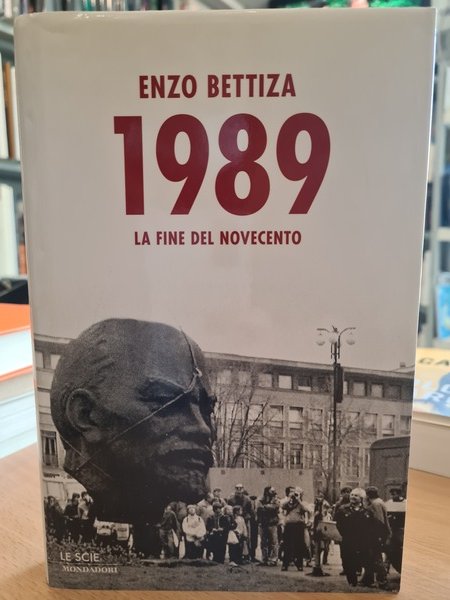 ENZO BETTIZA
1989
LA FINE DEL NOVECENTO
LE SCIE
MONDADORI